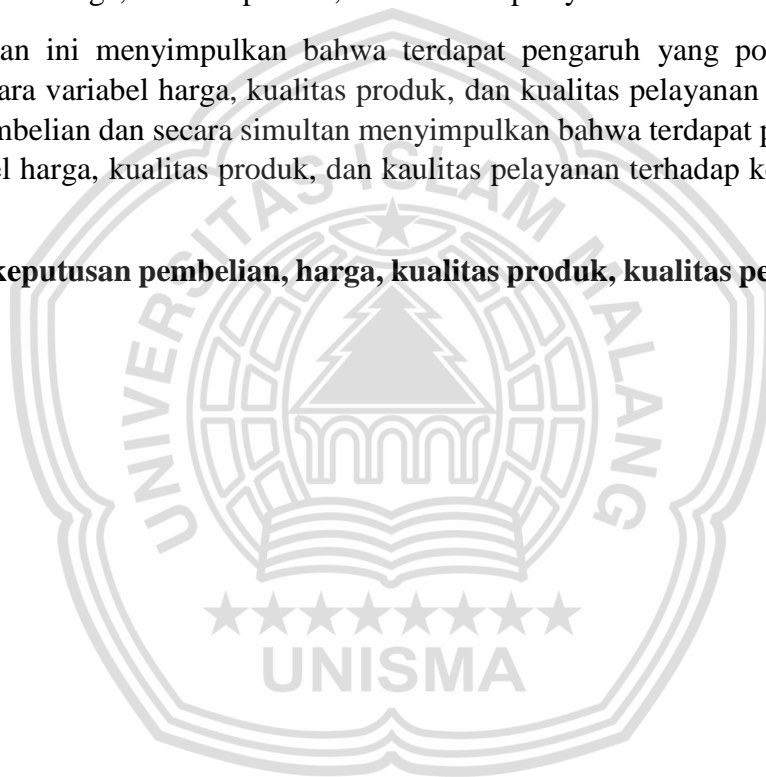 an ini menyimpulkan bahwa terdapat pengaruh yang po
ara variabel harga, kualitas produk, dan kualitas pelayanan
mbelian dan secara simultan menyimpulkan bahwa terdapat p
el harga, kualitas produk, dan kaulitas pelayanan terhadap k
keputusan pembelian, harga, kualitas produk, kualitas pe
UNIVERSITAS ISLAM MALANG
UNISMA